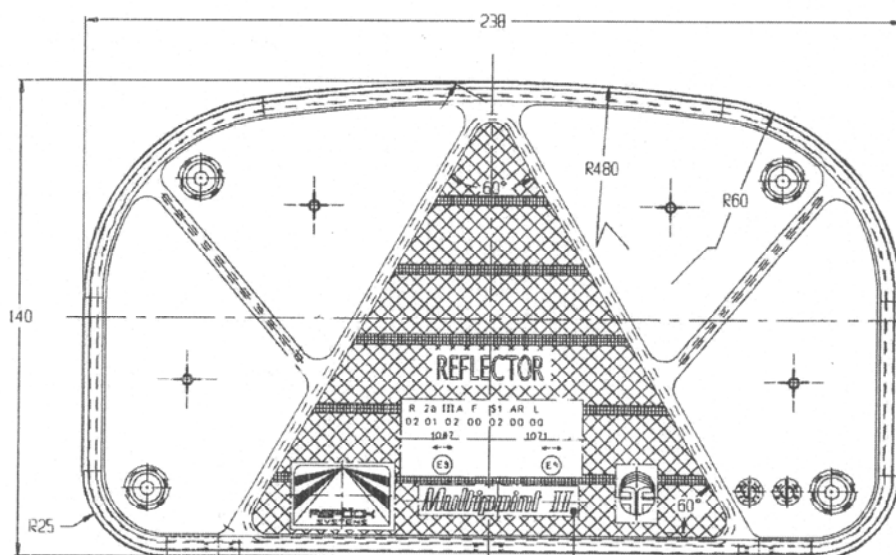 238
R480
60°
R60
140
REFLECTOR
R 2a IIIA F S1 AR L
02 01 02 00 02 00 00
1087 1071
E9 E4
SYSTEMS
Multipoint III
60°
R25